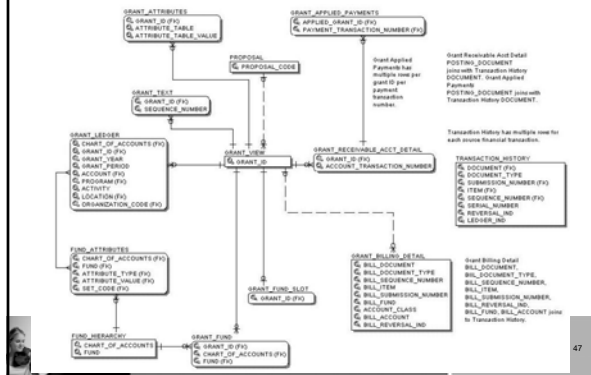 GRANT_ATTRIBUTES
GRANT_ID (FK)
ATTRIBUTE_TABLE
ATTRIBUTE_TABLE_VALUE
GRANT_APPLIED_PAYMENTS
APPLIED_GRANT_ID (FK)
PAYMENT_TRANSACTION_NUMBER (FK)
PROPOSAL
PROPOSAL_CODE
Grant Applied
Payments has
multiple rows per
grant ID per
payment
transaction
number.
Grant Receivable Acct Detail
POSTING_DOCUMENT
joins with Transaction History
DOCUMENT. Grant Applied
Payments
POSTING_DOCUMENT joins with
Transaction History DOCUMENT.
GRANT_TEXT
GRANT_ID (FK)
SEQUENCE_NUMBER
GRANT_LEDGER
CHART_OF_ACCOUNTS (FK)
GRANT_ID (FK)
GRANT_YEAR
GRANT_PERIOD
ACCOUNT (FK)
PROGRAM (FK)
ACTIVITY
LOCATION (FK)
ORGANIZATION_CODE (FK)
GRANT_VIEW
GRANT_ID
GRANT_RECEIVABLE_ACCT_DETAIL
GRANT_ID (FK)
ACCOUNT_TRANSACTION_NUMBER
Transaction History has multiple rows for
each source financial transaction.
TRANSACTION_HISTORY
DOCUMENT (FK)
DOCUMENT_TYPE
SUBMISSION_NUMBER (FK)
ITEM (FK)
SEQUENCE_NUMBER (FK)
SERIAL_NUMBER
REVERSAL_IND
LEDGER_IND
FUND_ATTRIBUTES
CHART_OF_ACCOUNTS (FK)
FUND (FK)
ATTRIBUTE_TYPE (FK)
ATTRIBUTE_VALUE (FK)
SET_CODE (FK)
GRANT_FUND_SLOT
GRANT_ID (FK)
GRANT_BILLING_DETAIL
BILL_DOCUMENT
BILL_DOCUMENT_TYPE
BILL_SEQUENCE_NUMBER
BILL_ITEM
BILL_SUBMISSION_NUMBER
BILL_FUND
ACCOUNT_CLASS
BILL_ACCOUNT
BILL_REVERSAL_IND
Grant Billing Detail
BILL_DOCUMENT,
BILL_DOCUMENT_TYPE,
BILL_SEQUENCE_NUMBER,
BILL_ITEM,
BILL_SUBMISSION_NUMBER,
BILL_REVERSAL_IND,
BILL_FUND, BILL_ACCOUNT joins
to Transaction History.
FUND_HIERARCHY
CHART_OF_ACCOUNTS
FUND
GRANT_FUND
GRANT_ID (FK)
CHART_OF_ACCOUNTS (FK)
FUND (FK)
47